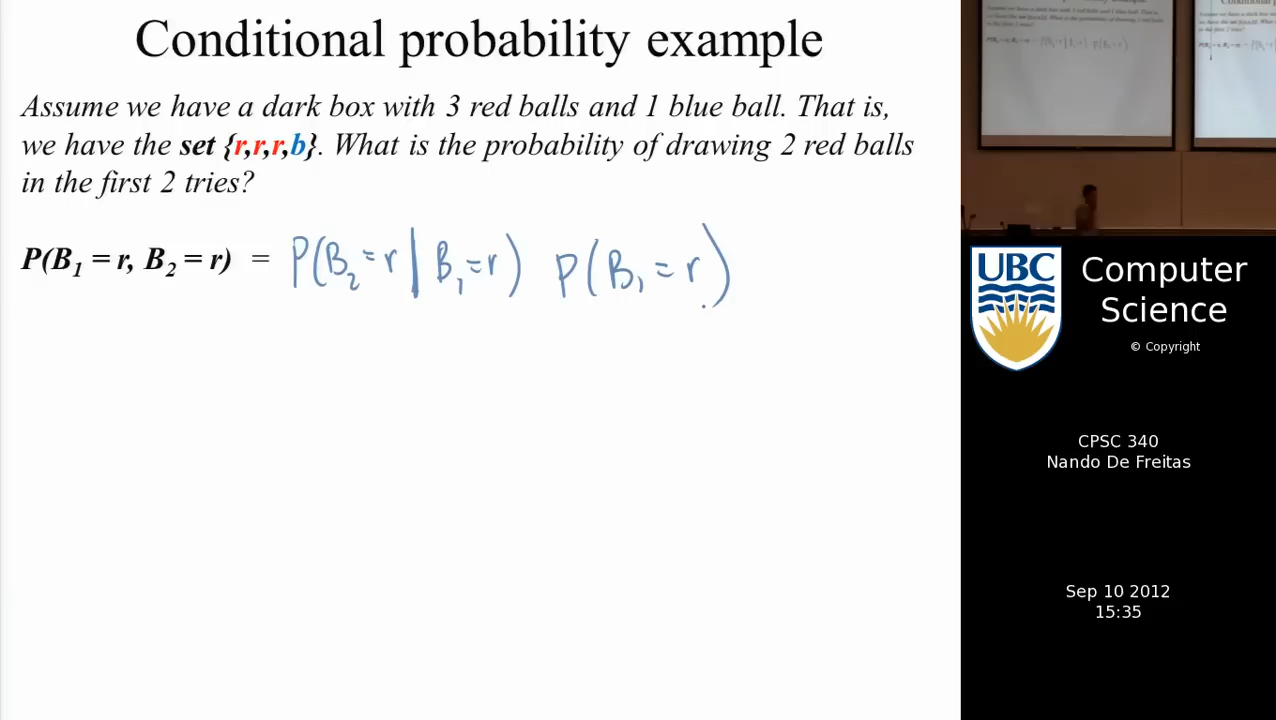 Conditional probability example
Assume we have a dark box with 3 red balls and 1 blue ball. That is,
we have the set {r,r,r,b}. What is the probability of drawing 2 red balls
in the first 2 tries?
P(B₁ = r, B₂ = r) = P(B₂ = r | B₁ = r) P(B₁ = r)
UBC
Computer
Science
© Copyright
CPSC 340
Nando De Freitas
Sep 10 2012
15:35